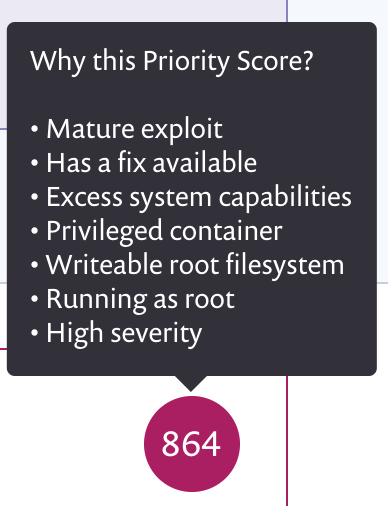 Why this Priority Score?
• Mature exploit
• Has a fix available
• Excess system capabilities
• Privileged container
• Writeable root filesystem
• Running as root
• High severity
864